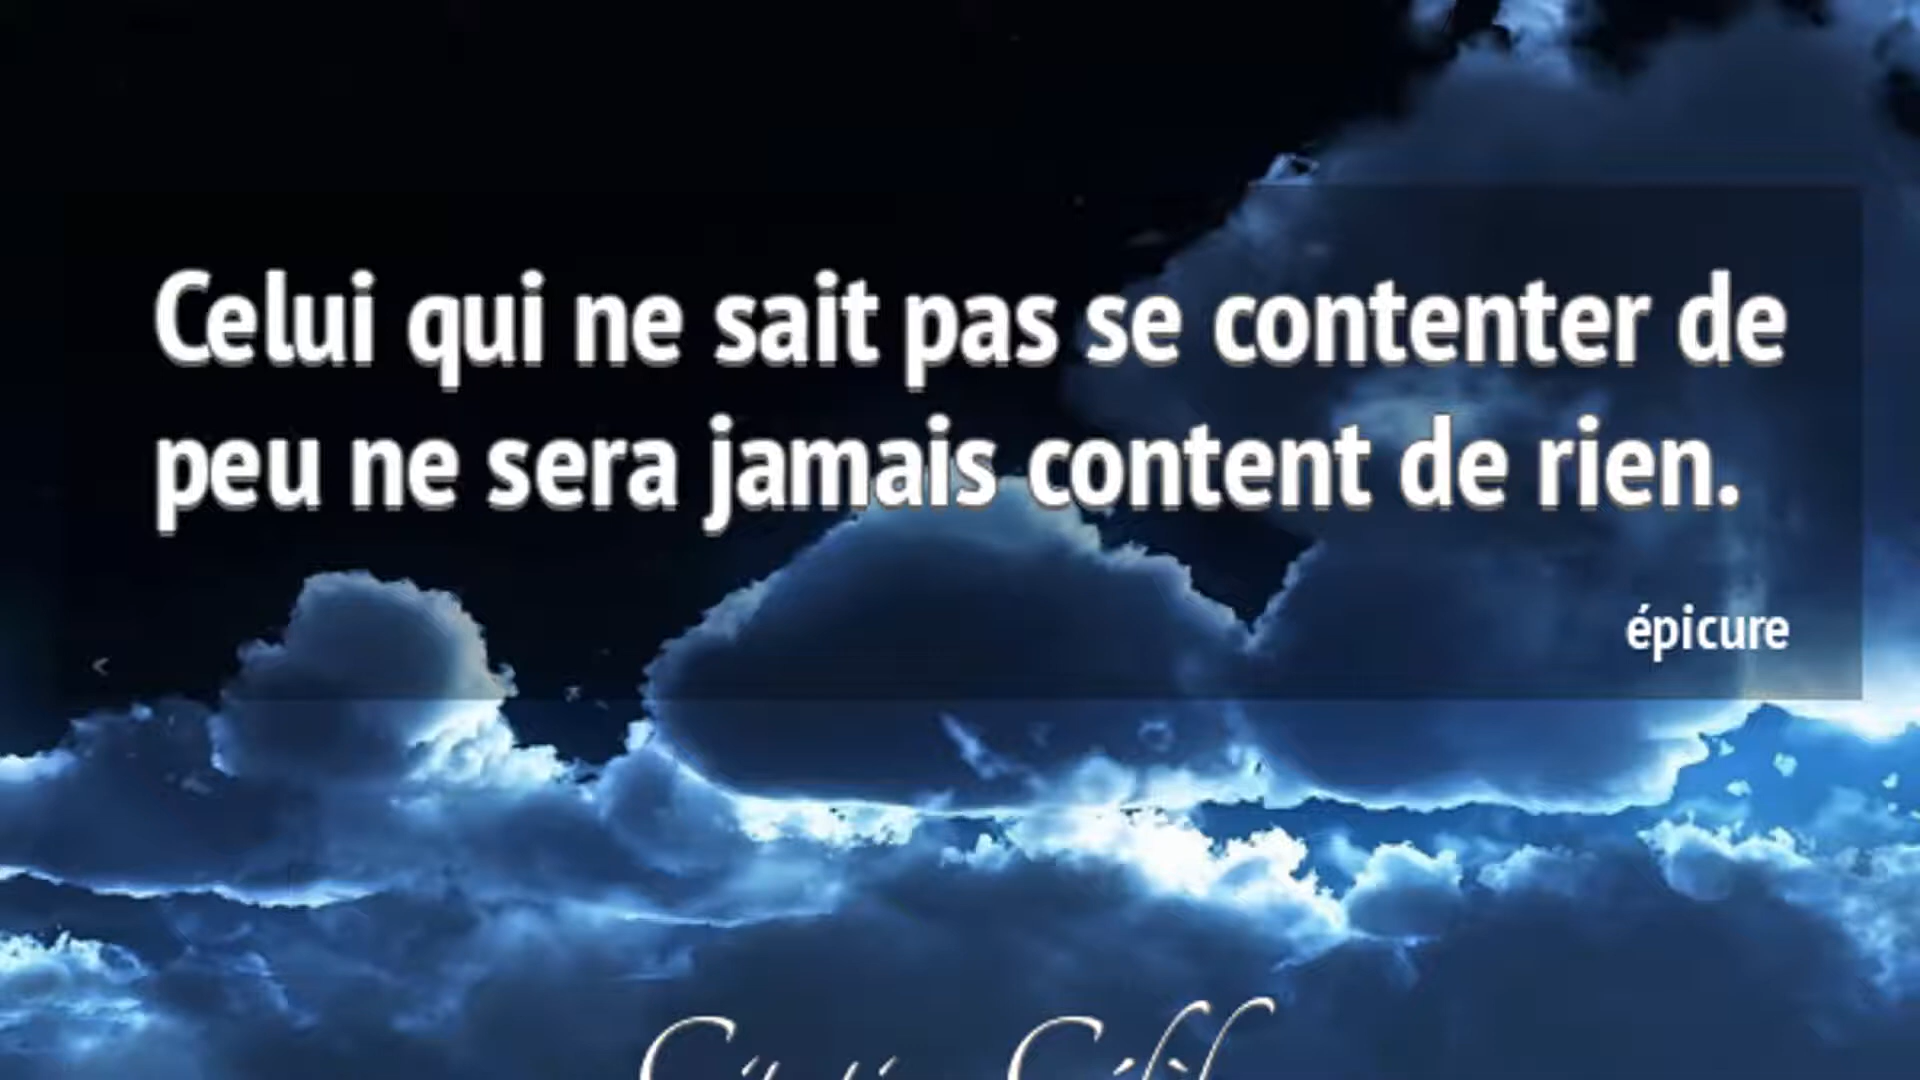 Celui qui ne sait pas se contenter de
peu ne sera jamais content de rien.
épicure